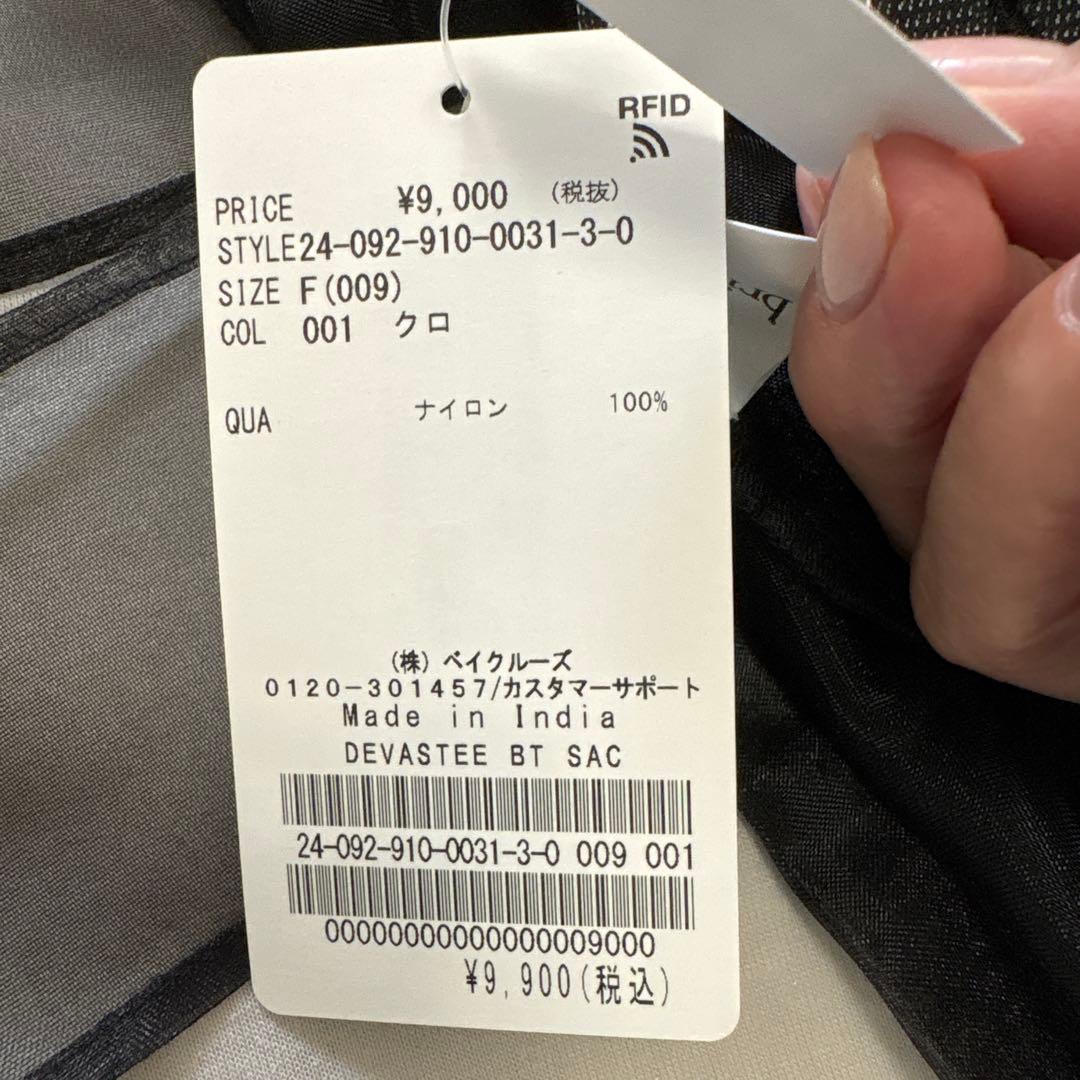 RFID
PRICE ¥9,000 (税抜)
STYLE24-092-910-0031-3-0
SIZE F(009)
COL 001 クロ
QUA ナイロン 100%
(株)ベイクルーズ
0120-301457/カスタマーサポート
Made in India
DEVASTEE BT SAC
24-092-910-0031-3-0 009 001
00000000000000009000
¥9,900(税込)